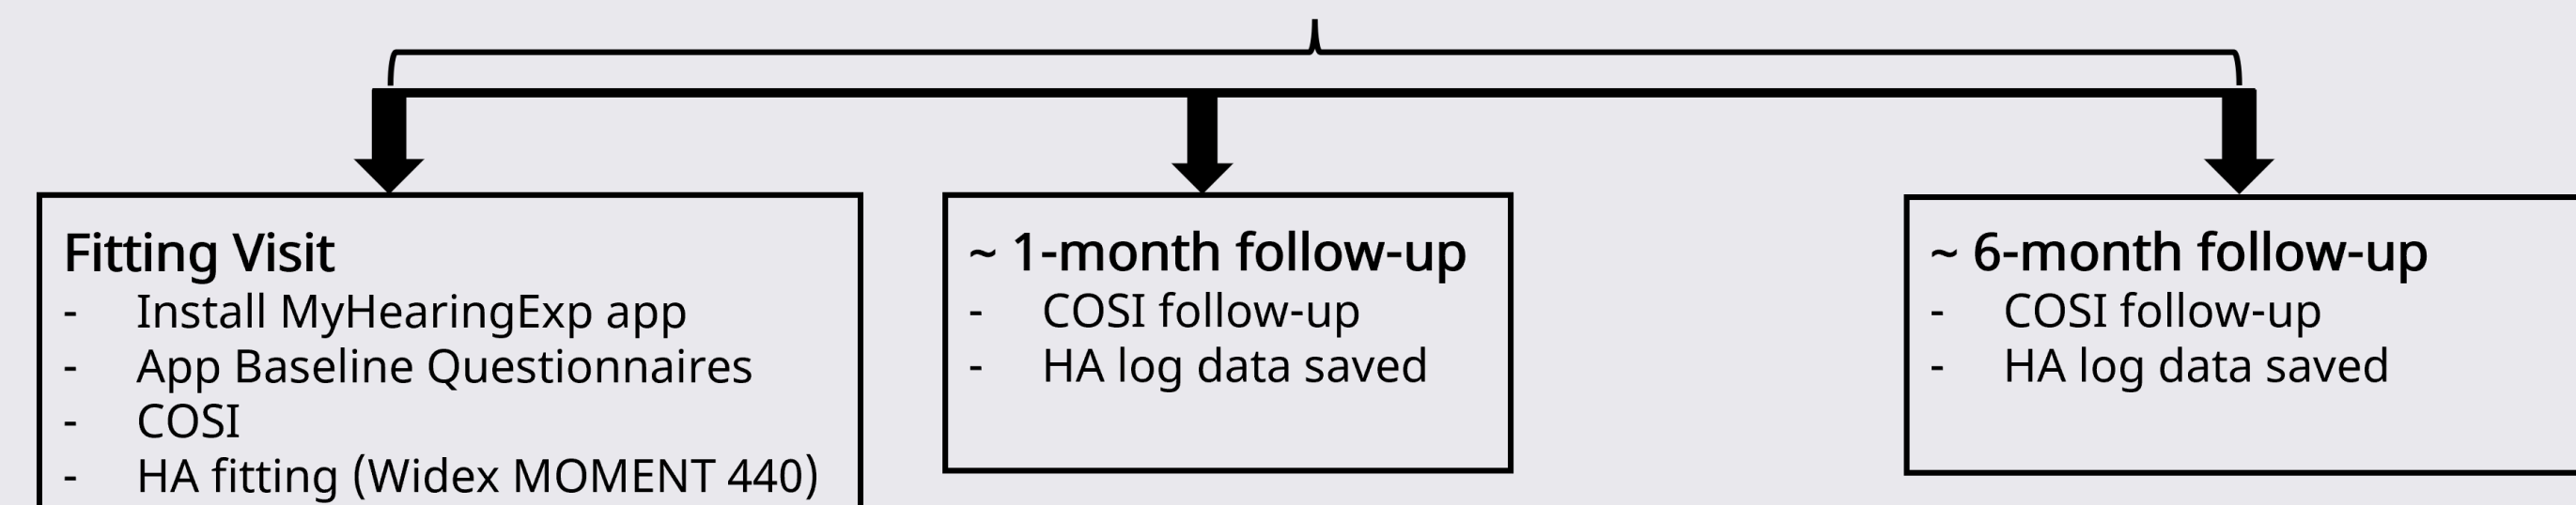 Fitting Visit
- Install MyHearingExp app
- App Baseline Questionnaires
- COSI
- HA fitting (Widex MOMENT 440)
~ 1-month follow-up
- COSI follow-up
- HA log data saved
~ 6-month follow-up
- COSI follow-up
- HA log data saved